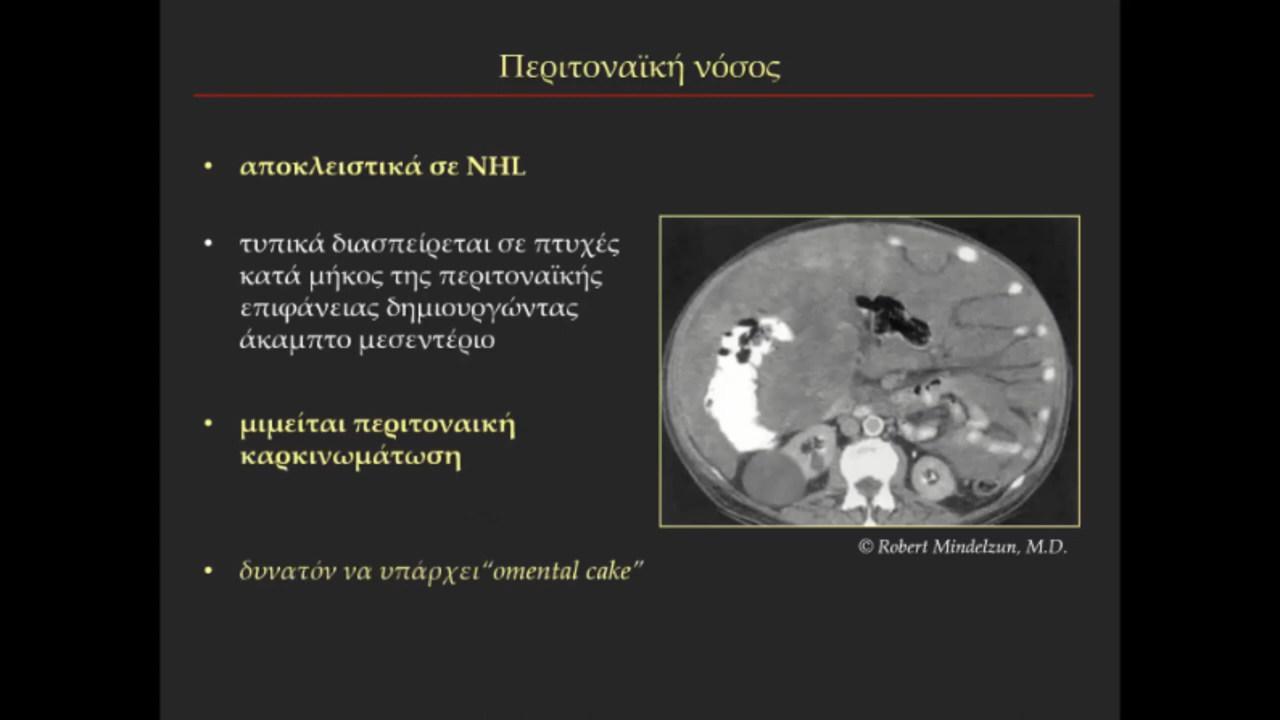 Περιτοναϊκή νόσος
• αποκλειστικά σε NHL
• τυπικά διασπείρεται σε πτυχές
κατά μήκος της περιτοναϊκής
επιφάνειας δημιουργώντας
άκαμπτο μεσεντέριο
• μιμείται περιτοναική
καρκινωμάτωση
© Robert Mindelzun, M.D.
• δυνατόν να υπάρχει“omental cake”